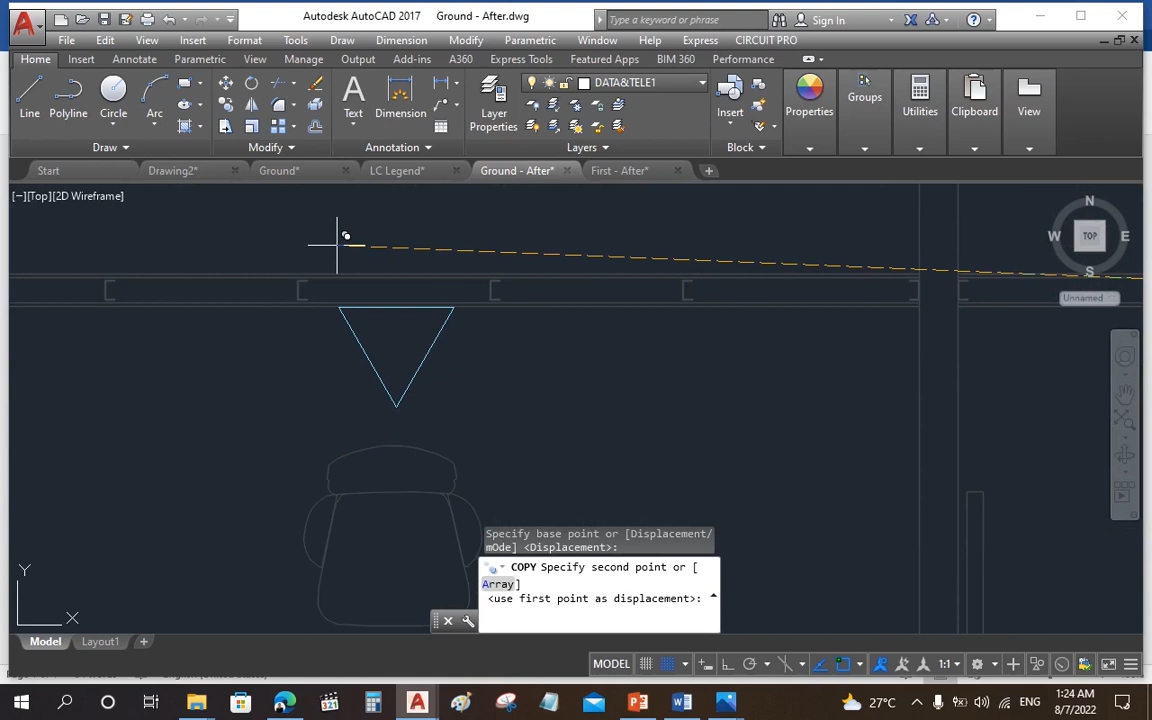 Autodesk AutoCAD 2017 Ground - After.dwg
Type a keyword or phrase
Sign In
File Edit View Insert Format Tools Draw Dimension Modify Parametric Window Help Express CIRCUIT PRO
Home Insert Annotate Parametric View Manage Output Add-ins A360 Express Tools Featured Apps BIM 360 Performance
DATA&TELE1
Line Polyline Circle Arc Text Dimension Layer Properties Insert Properties Groups Utilities Clipboard View
Draw Modify Annotation Layers Block
Start Drawing2* Ground* LC Legend* Ground - After* First - After*
[−][Top][2D Wireframe]
N
W TOP E
S
Unnamed
Specify base point or [Displacement/
mOde] <Displacement>:
COPY Specify second point or [
Array]
<use first point as displacement>:
Y
X
Model Layout1
MODEL 1:1
321
27°C ENG
1:24 AM
8/7/2022